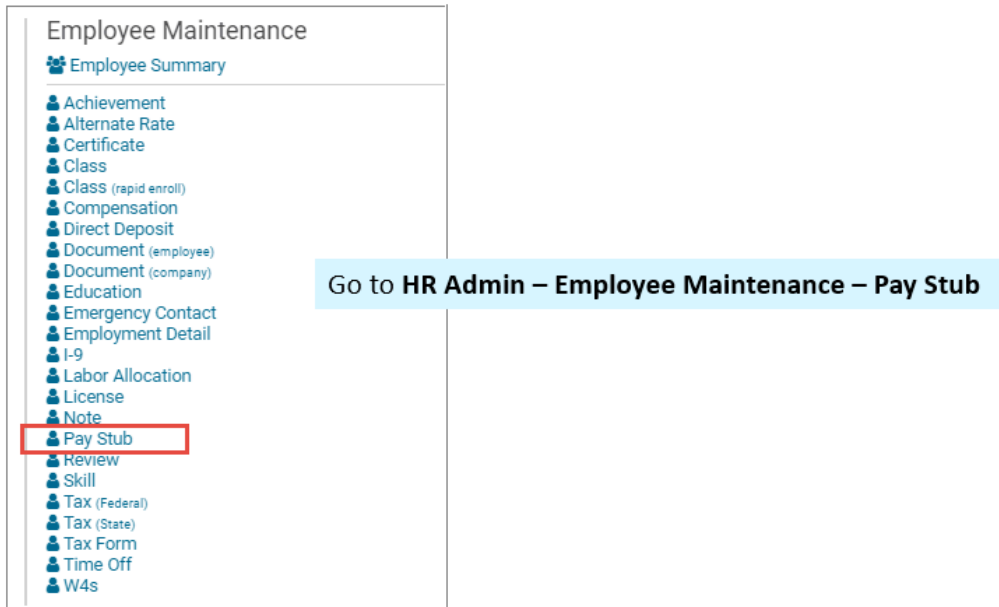 Employee Maintenance
Employee Summary
Achievement
Alternate Rate
Certificate
Class
Class (rapid enroll)
Compensation
Direct Deposit
Document (employee)
Document (company)
Education
Emergency Contact
Employment Detail
I-9
Labor Allocation
License
Note
Pay Stub
Review
Skill
Tax (Federal)
Tax (State)
Tax Form
Time Off
W4s
Go to HR Admin – Employee Maintenance – Pay Stub